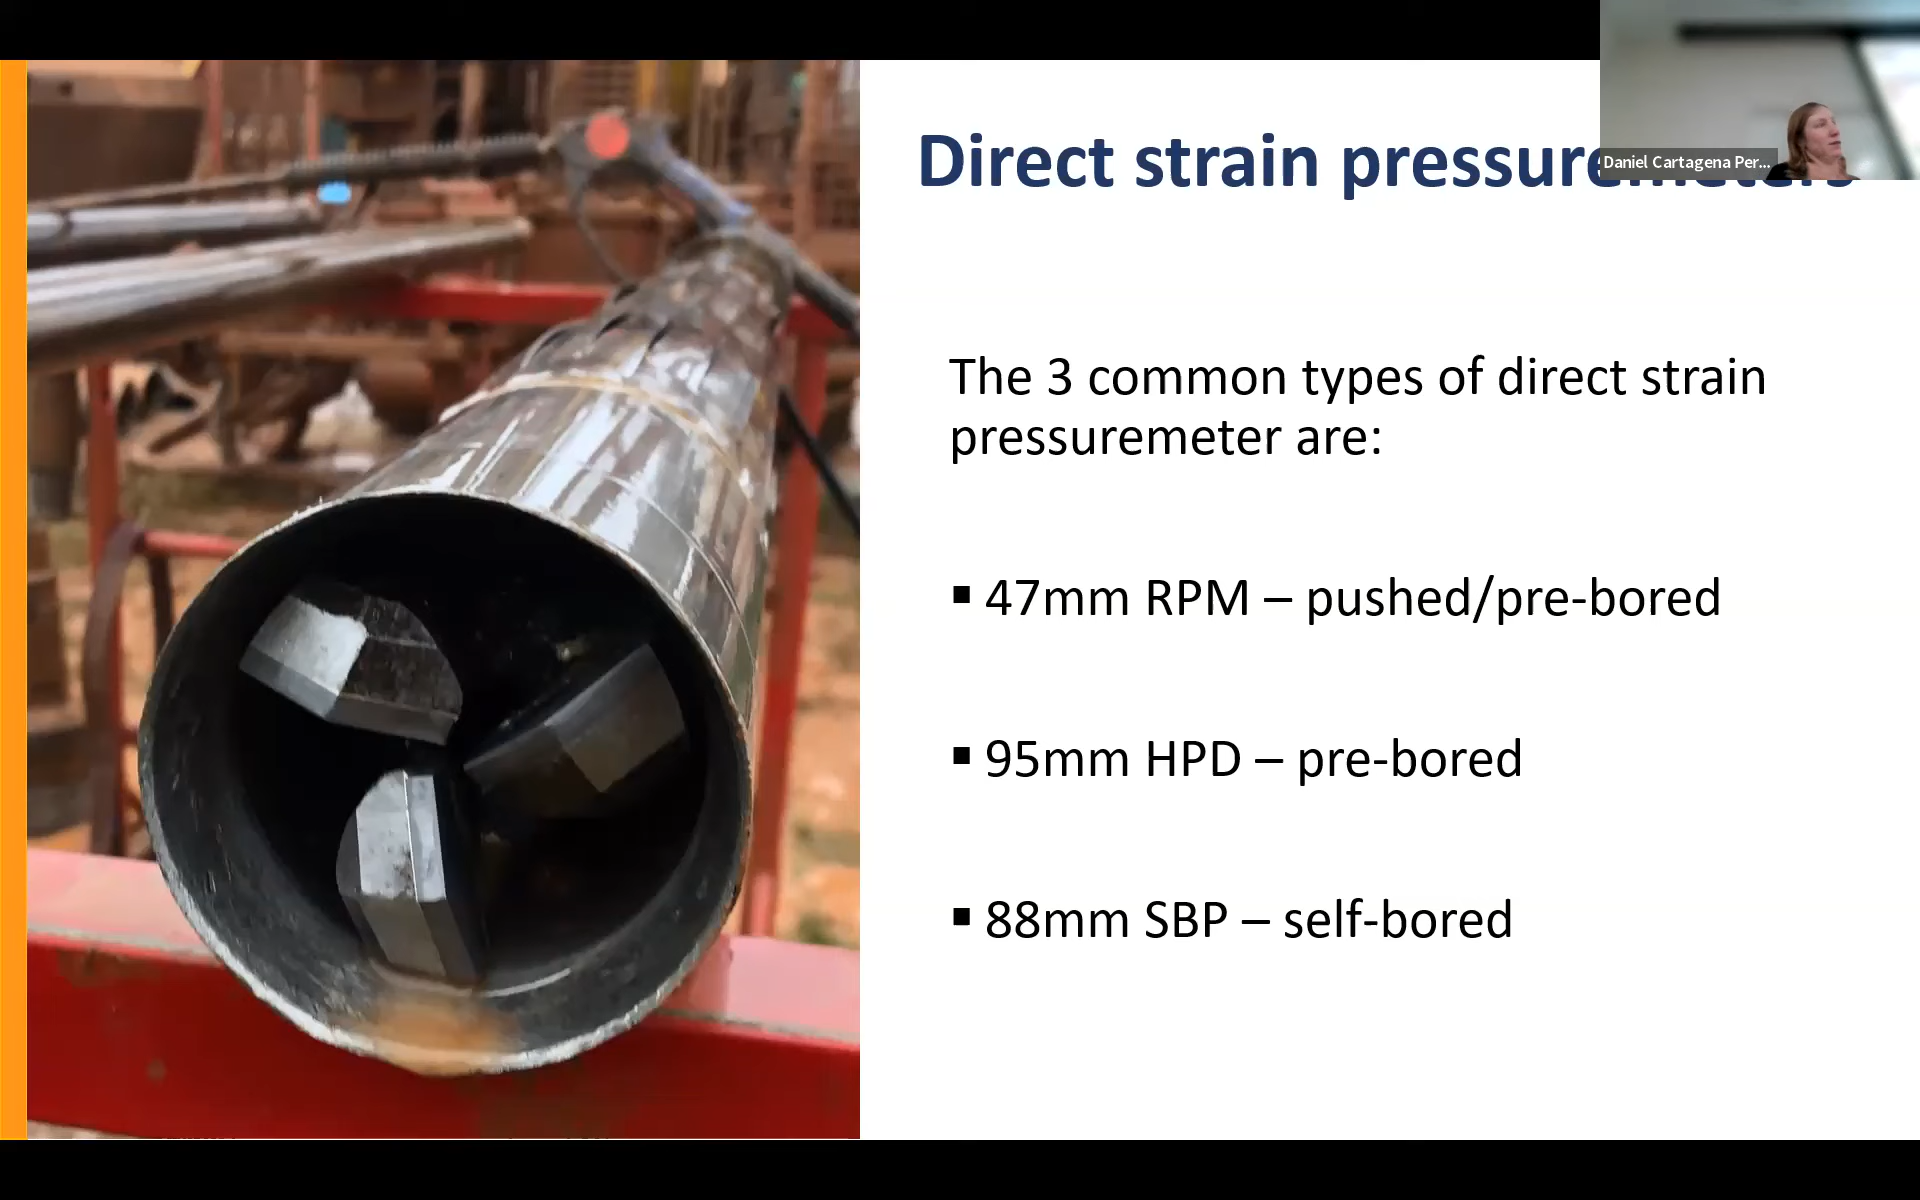 Direct strain pressuremeters
Daniel Cartagena Per...
The 3 common types of direct strain
pressuremeter are:
▪ 47mm RPM – pushed/pre-bored
▪ 95mm HPD – pre-bored
▪ 88mm SBP – self-bored